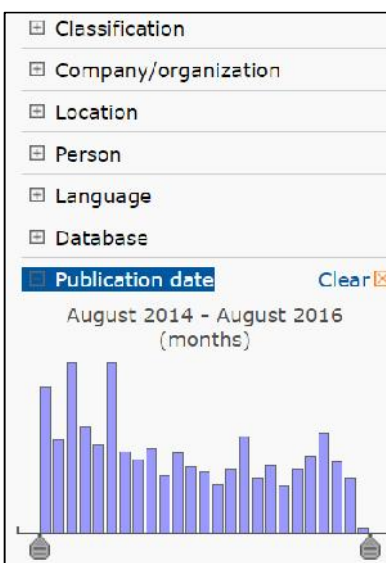 Classification
Company/organization
Location
Person
Language
Database
Publication date Clear
August 2014 - August 2016
(months)